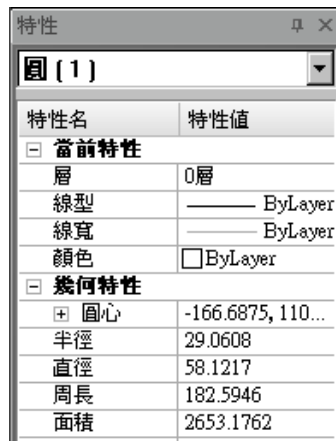 特性
圓 (1)
特性名 特性值
當前特性
層 0層
線型 ByLayer
線寬 ByLayer
顏色 ByLayer
幾何特性
圓心 -166.6875, 110...
半徑 29.0608
直徑 58.1217
周長 182.5946
面積 2653.1762